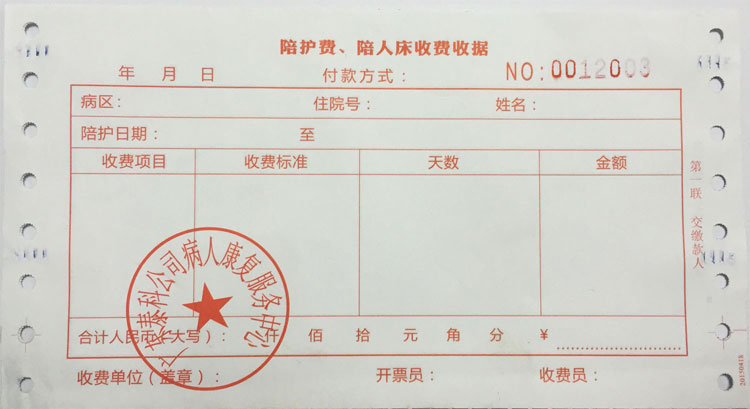 陪护费、陪人床收费收据
年 月 日 付款方式： NO:0012003
病区： 住院号： 姓名：
陪护日期： 至
收费项目 收费标准 天数 金额
第一联 交缴款人
泰科公司病人康复服务中心
合计人民币（大写）： 仟 佰 拾 元 角 分 ¥
收费单位（盖章）： 开票员： 收费员：
20150418